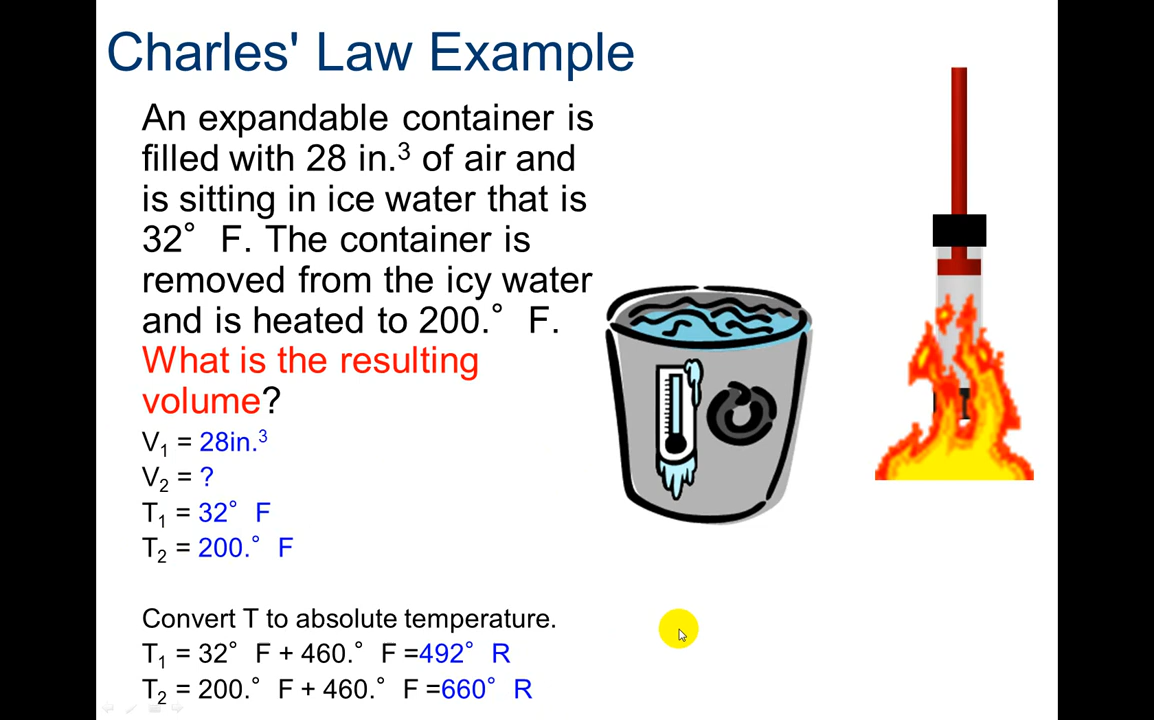 Charles' Law Example
An expandable container is
filled with 28 in.³ of air and
is sitting in ice water that is
32° F. The container is
removed from the icy water
and is heated to 200.° F.
What is the resulting
volume?
V₁ = 28in.³
V₂ = ?
T₁ = 32° F
T₂ = 200.° F
Convert T to absolute temperature.
T₁ = 32° F + 460.° F =492° R
T₂ = 200.° F + 460.° F =660° R